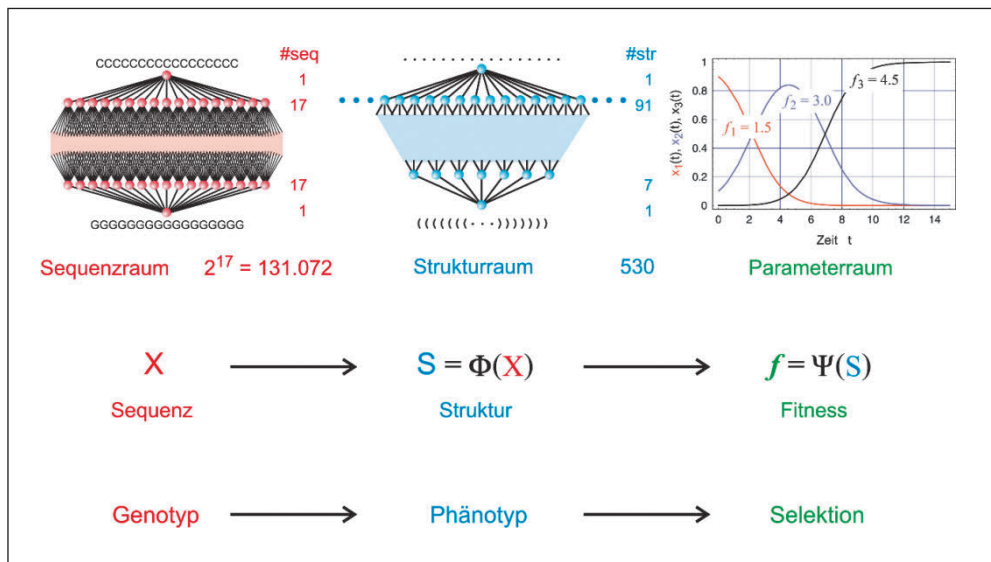 #seq
CCCCCCCCCCCCCCCCC
1
17
17
1
GGGGGGGGGGGGGGGGG
Sequenzraum 2^17 = 131.072
#str
.................
1
91
7
1
((((((( . . . )))))))
Strukturraum 530
1
0.8
0.6
0.4
0.2
0
x₁(t), x₂(t), x₃(t)
f₁ = 1.5
f₂ = 3.0
f₃ = 4.5
0 2 4 6 8 10 12 14
Zeit t
Parameterraum
X
S = Φ(X)
f = Ψ(S)
Sequenz
Struktur
Fitness
Genotyp
Phänotyp
Selektion